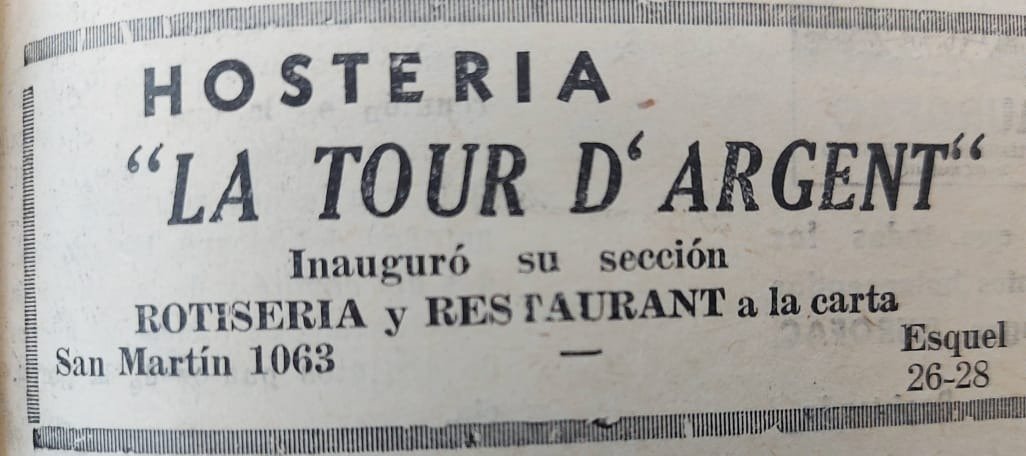 HOSTERIA
“LA TOUR D‘ ARGENT“
Inauguró su sección
ROTISERIA y RESTAURANT a la carta
San Martín 1063 — Esquel
26-28